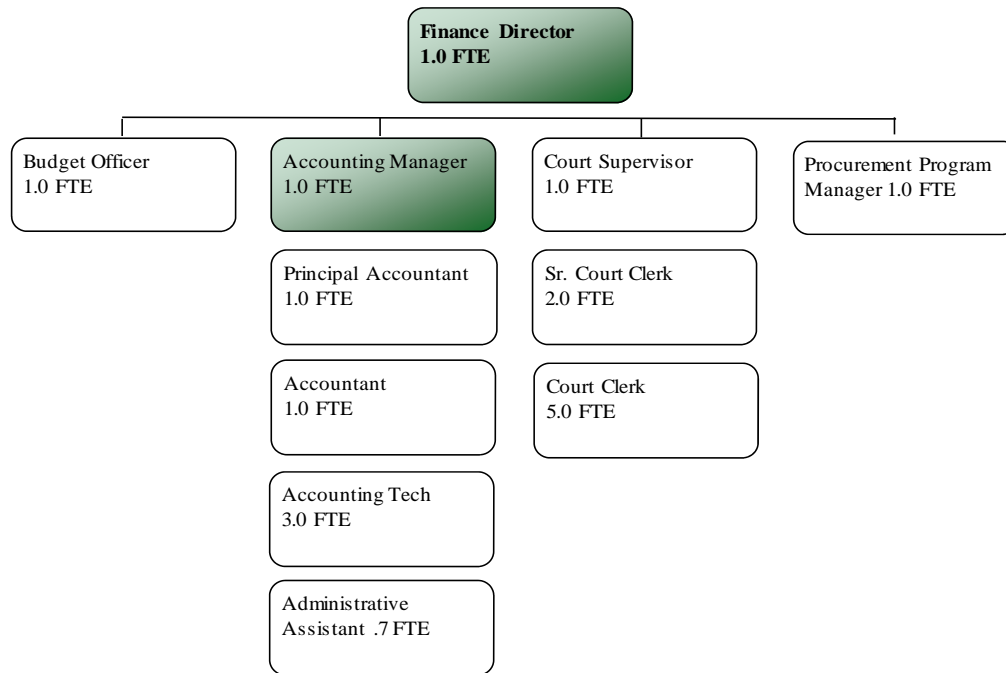 Finance Director
1.0 FTE
Budget Officer
1.0 FTE
Accounting Manager
1.0 FTE
Court Supervisor
1.0 FTE
Procurement Program
Manager 1.0 FTE
Principal Accountant
1.0 FTE
Sr. Court Clerk
2.0 FTE
Accountant
1.0 FTE
Court Clerk
5.0 FTE
Accounting Tech
3.0 FTE
Administrative
Assistant .7 FTE